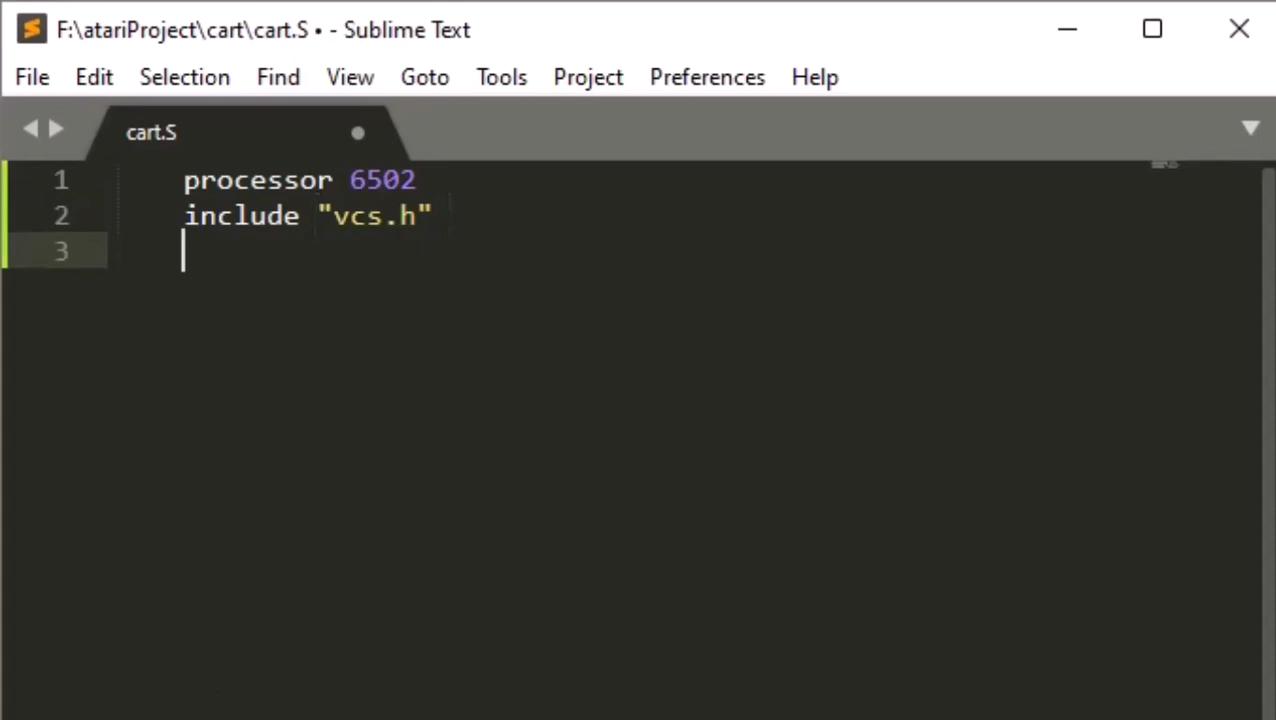 F:\atariProject\cart\cart.S • - Sublime Text
File Edit Selection Find View Goto Tools Project Preferences Help
cart.S
1 processor 6502
2 include "vcs.h"
3